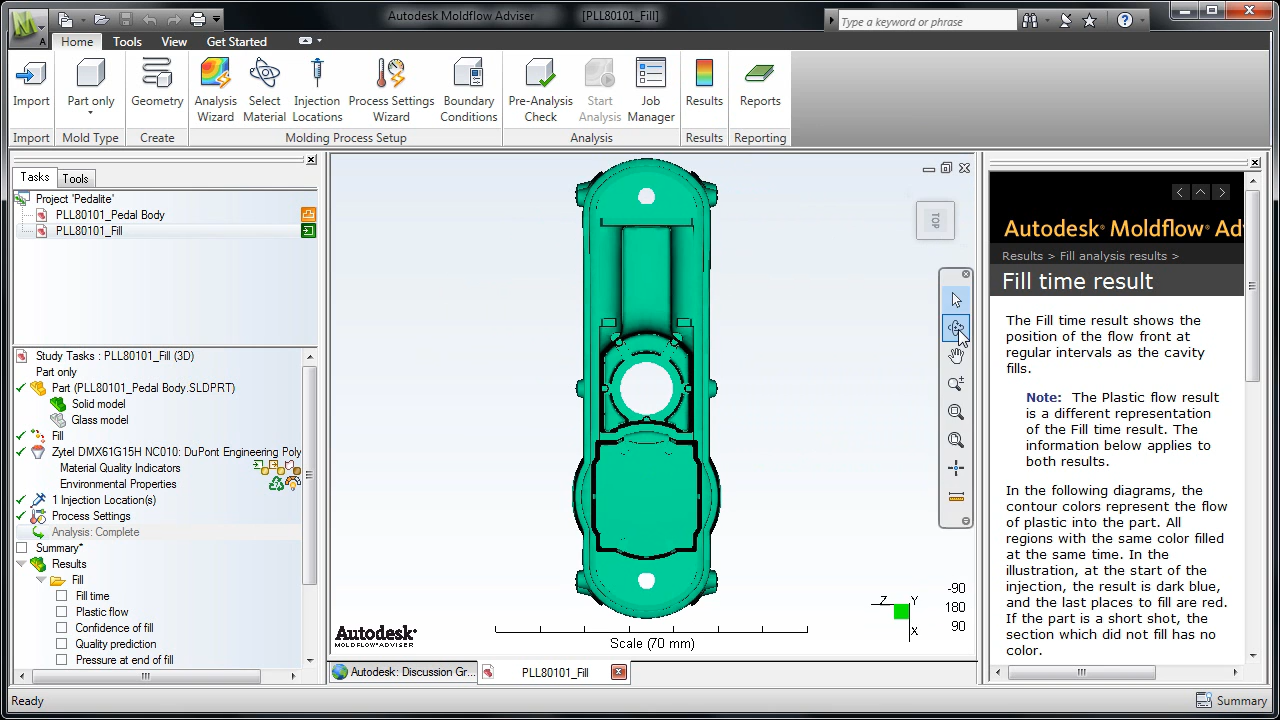 Autodesk Moldflow Adviser [PLL80101_Fill]
Type a keyword or phrase
A
Home Tools View Get Started
Import Part only Geometry Analysis Wizard Select Material Injection Locations Process Settings Wizard Boundary Conditions Pre-Analysis Check Start Analysis Job Manager Results Reports
Import Mold Type Create Molding Process Setup Analysis Results Reporting
Tasks Tools
Project 'Pedalite'
PLL80101_Pedal Body
PLL80101_Fill
Study Tasks : PLL80101_Fill (3D)
Part only
Part (PLL80101_Pedal Body.SLDPRT)
Solid model
Glass model
Fill
Zytel DMX61G15H NC010: DuPont Engineering Poly
Material Quality Indicators
Environmental Properties
1 Injection Location(s)
Process Settings
Analysis: Complete
Summary*
Results
Fill
Fill time
Plastic flow
Confidence of fill
Quality prediction
Pressure at end of fill
TOP
Z Y
X
-90
180
90
Autodesk
MOLDFLOW ADVISER
Scale (70 mm)
Autodesk: Discussion Gr...
PLL80101_Fill
Autodesk® Moldflow® Adv
Results > Fill analysis results >
Fill time result
The Fill time result shows the
position of the flow front at
regular intervals as the cavity
fills.
Note: The Plastic flow result
is a different representation
of the Fill time result. The
information below applies to
both results.
In the following diagrams, the
contour colors represent the flow
of plastic into the part. All
regions with the same color filled
at the same time. In the
illustration, at the start of the
injection, the result is dark blue,
and the last places to fill are red.
If the part is a short shot, the
section which did not fill has no
color.
Ready
Summary